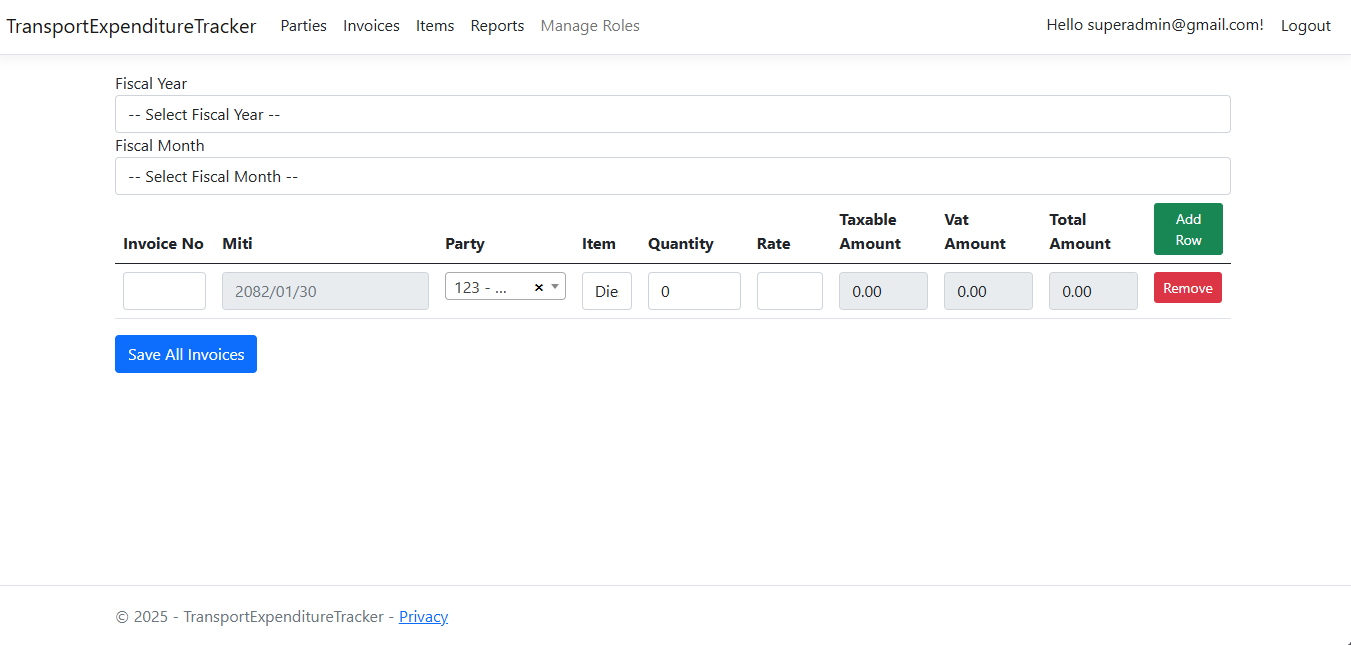 TransportExpenditureTracker Parties Invoices Items Reports Manage Roles Hello superadmin@gmail.com! Logout
Fiscal Year
-- Select Fiscal Year --
Fiscal Month
-- Select Fiscal Month --
Invoice No Miti Party Item Quantity Rate Taxable Amount Vat Amount Total Amount Add Row
2082/01/30 123 - ... × Die 0 0.00 0.00 0.00 Remove
Save All Invoices
© 2025 - TransportExpenditureTracker - Privacy